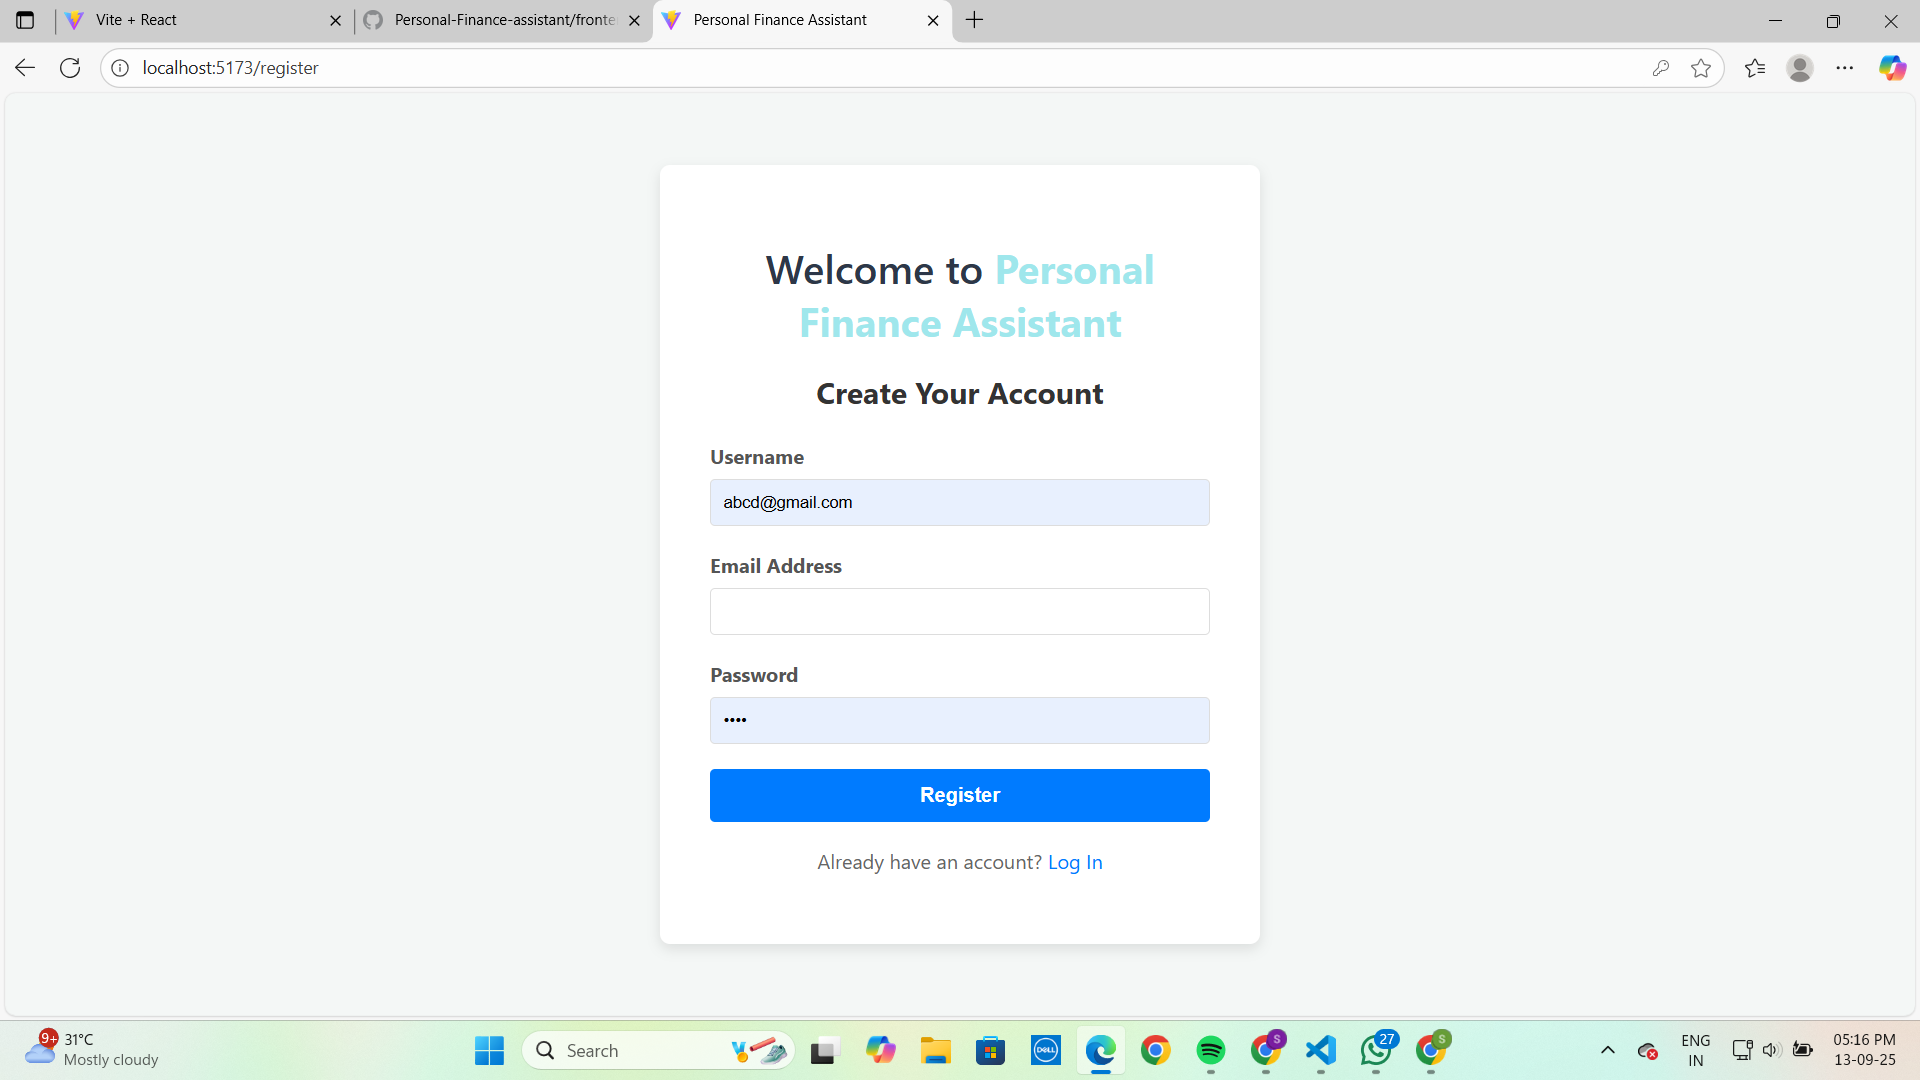 Vite + React
Personal-Finance-assistant/fronte
Personal Finance Assistant
localhost:5173/register
Welcome to Personal
Finance Assistant
Create Your Account
Username
abcd@gmail.com
Email Address
Password
••••
Register
Already have an account? Log In
9+
31°C
Mostly cloudy
Search
DELL
S
27
S
ENG
IN
05:16 PM
13-09-25